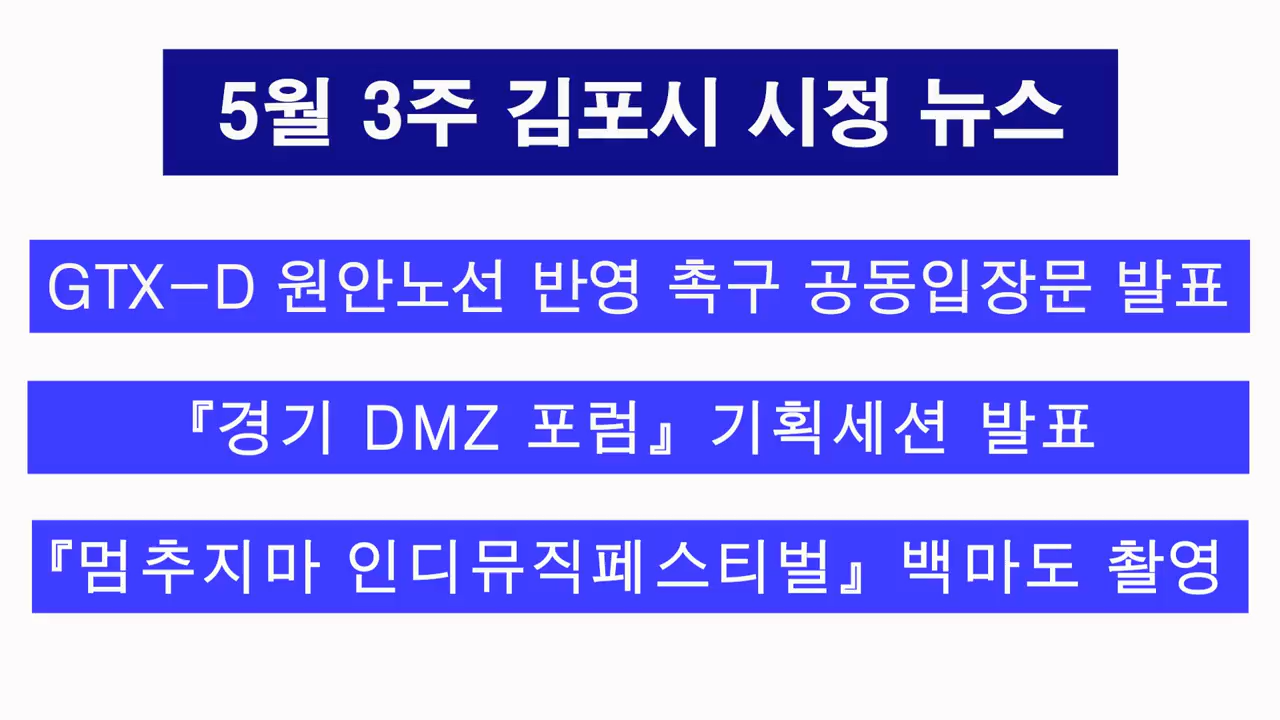 5월 3주 김포시 시정 뉴스
GTX-D 원안노선 반영 촉구 공동입장문 발표
『경기 DMZ 포럼』기획세션 발표
『멈추지마 인디뮤직페스티벌』백마도 촬영